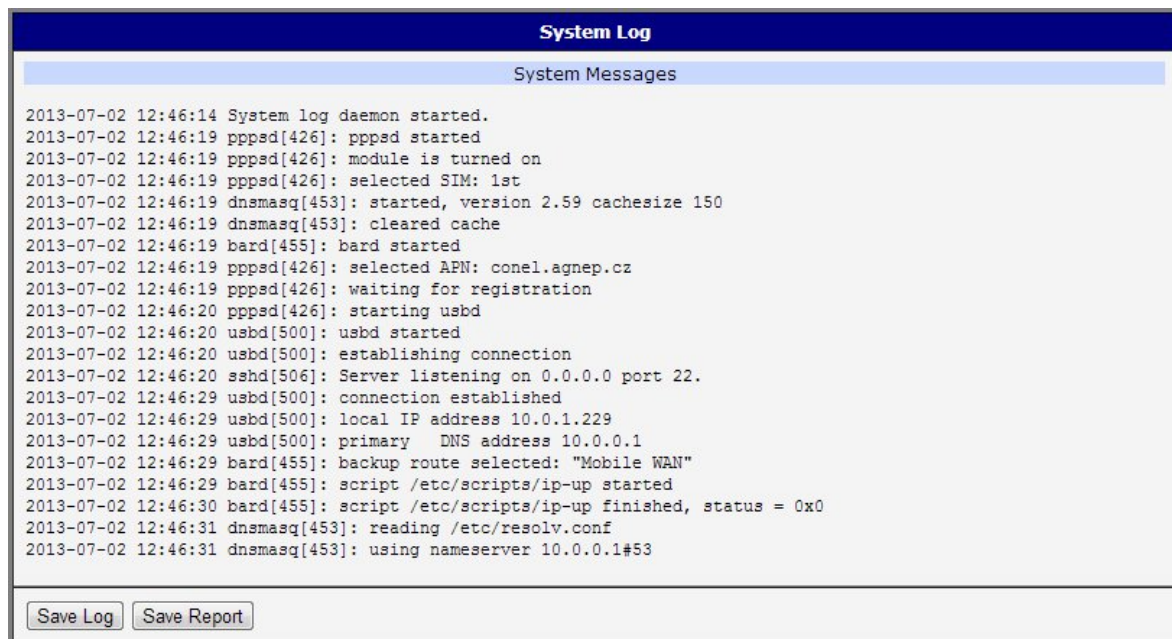 System Log
System Messages
2013-07-02 12:46:14 System log daemon started.
2013-07-02 12:46:19 pppsd[426]: pppsd started
2013-07-02 12:46:19 pppsd[426]: module is turned on
2013-07-02 12:46:19 pppsd[426]: selected SIM: 1st
2013-07-02 12:46:19 dnsmasq[453]: started, version 2.59 cachesize 150
2013-07-02 12:46:19 dnsmasq[453]: cleared cache
2013-07-02 12:46:19 bard[455]: bard started
2013-07-02 12:46:19 pppsd[426]: selected APN: conel.agnep.cz
2013-07-02 12:46:19 pppsd[426]: waiting for registration
2013-07-02 12:46:20 pppsd[426]: starting usbd
2013-07-02 12:46:20 usbd[500]: usbd started
2013-07-02 12:46:20 usbd[500]: establishing connection
2013-07-02 12:46:20 sshd[506]: Server listening on 0.0.0.0 port 22.
2013-07-02 12:46:29 usbd[500]: connection established
2013-07-02 12:46:29 usbd[500]: local IP address 10.0.1.229
2013-07-02 12:46:29 usbd[500]: primary   DNS address 10.0.0.1
2013-07-02 12:46:29 bard[455]: backup route selected: "Mobile WAN"
2013-07-02 12:46:29 bard[455]: script /etc/scripts/ip-up started
2013-07-02 12:46:30 bard[455]: script /etc/scripts/ip-up finished, status = 0x0
2013-07-02 12:46:31 dnsmasq[453]: reading /etc/resolv.conf
2013-07-02 12:46:31 dnsmasq[453]: using nameserver 10.0.0.1#53
Save Log Save Report